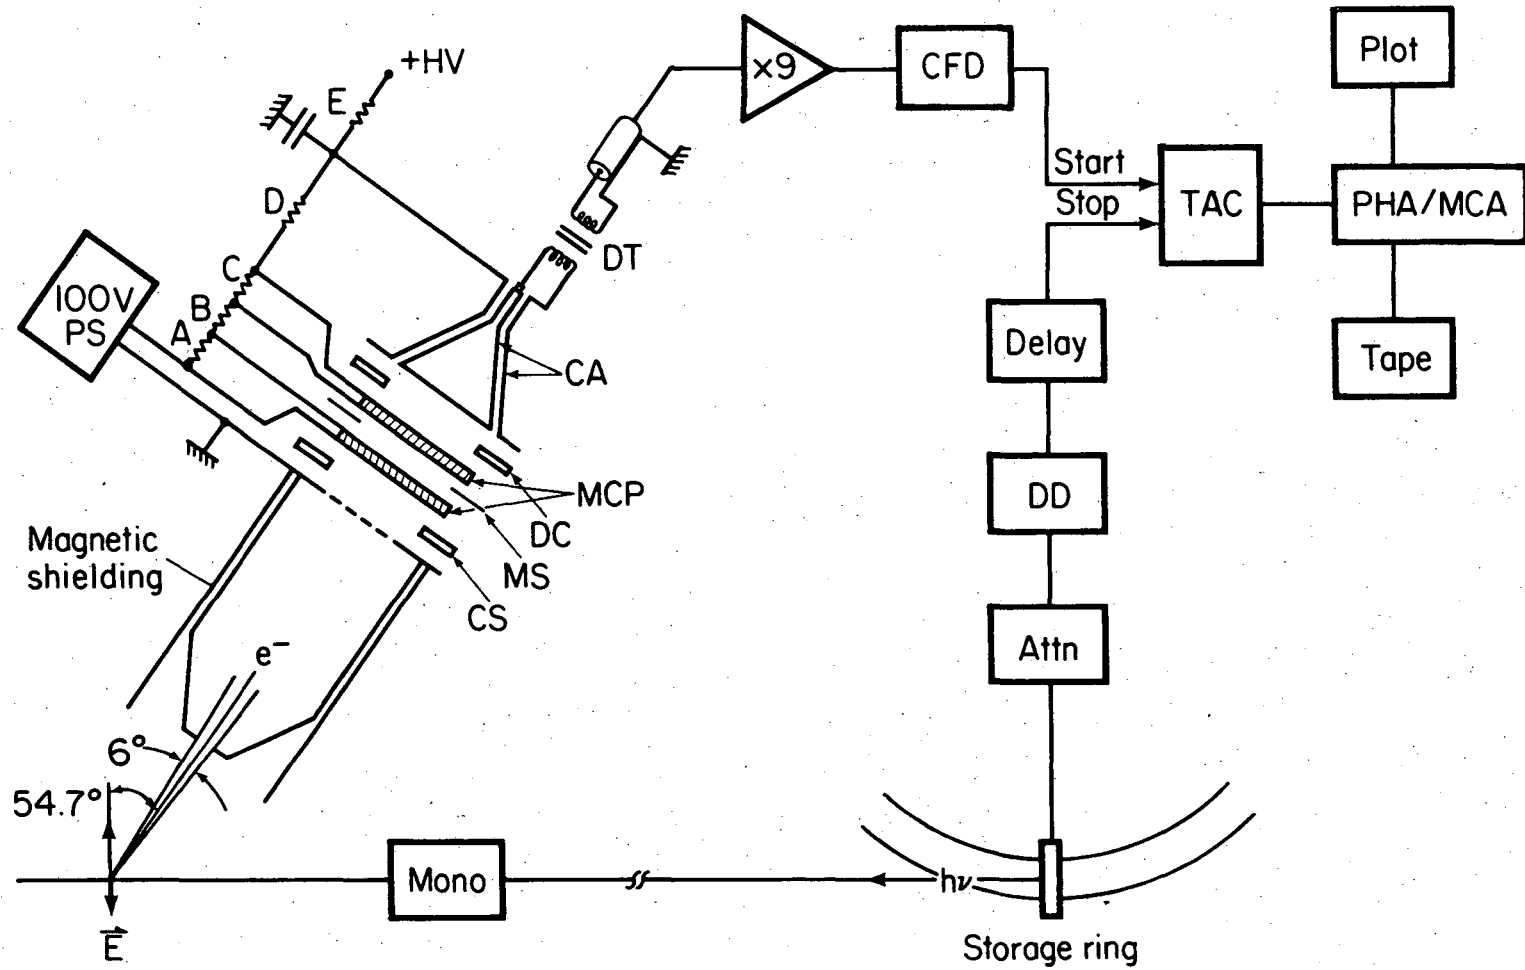 +HV
E
D
C
B
A
100V
PS
×9
CFD
Start
Stop
TAC
Plot
PHA/MCA
Tape
DT
CA
MCP
DC
MS
CS
Delay
DD
Attn
Magnetic
shielding
e⁻
6°
54.7°
E⃗
Mono
hν
Storage ring